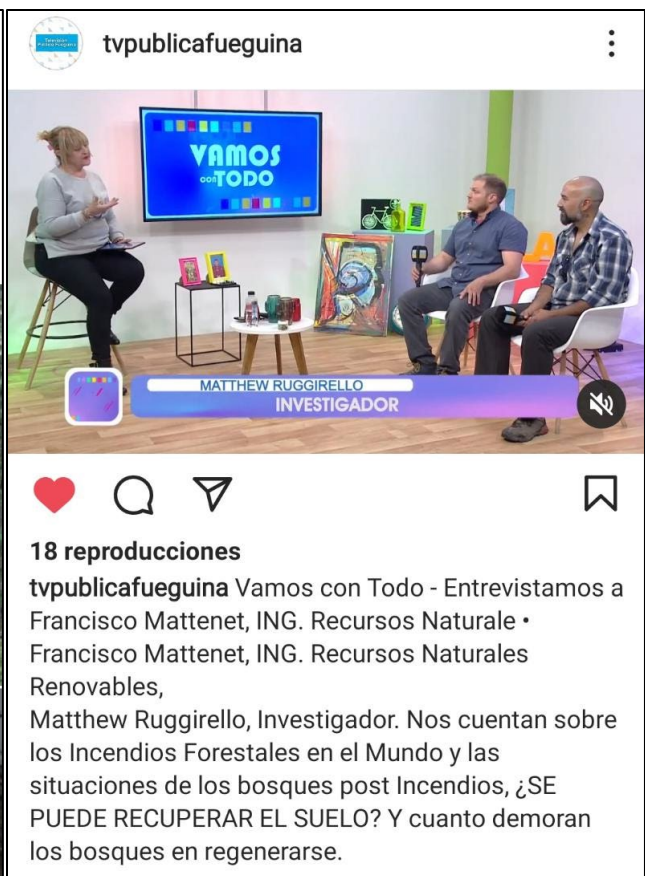 tvpublicafueguina
VAMOS
con TODO
MATTHEW RUGGIRELLO
INVESTIGADOR
18 reproducciones
tvpublicafueguina Vamos con Todo - Entrevistamos a
Francisco Mattenet, ING. Recursos Naturale •
Francisco Mattenet, ING. Recursos Naturales
Renovables,
Matthew Ruggirello, Investigador. Nos cuentan sobre
los Incendios Forestales en el Mundo y las
situaciones de los bosques post Incendios, ¿SE
PUEDE RECUPERAR EL SUELO? Y cuanto demoran
los bosques en regenerarse.